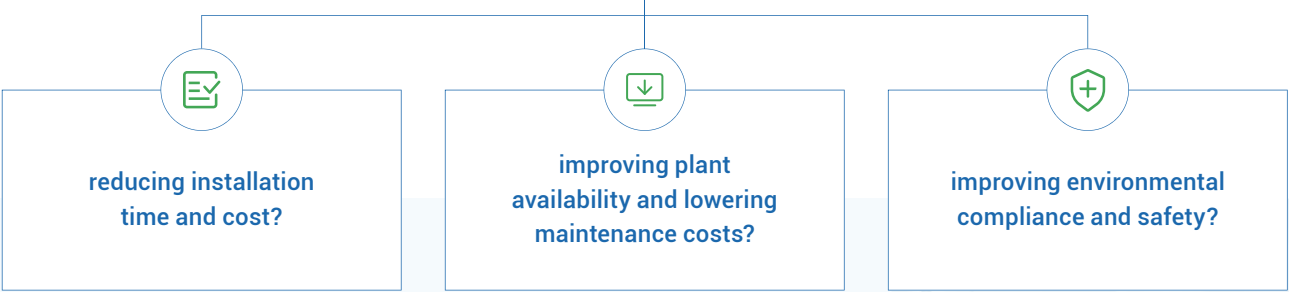 reducing installation
time and cost?
improving plant
availability and lowering
maintenance costs?
improving environmental
compliance and safety?